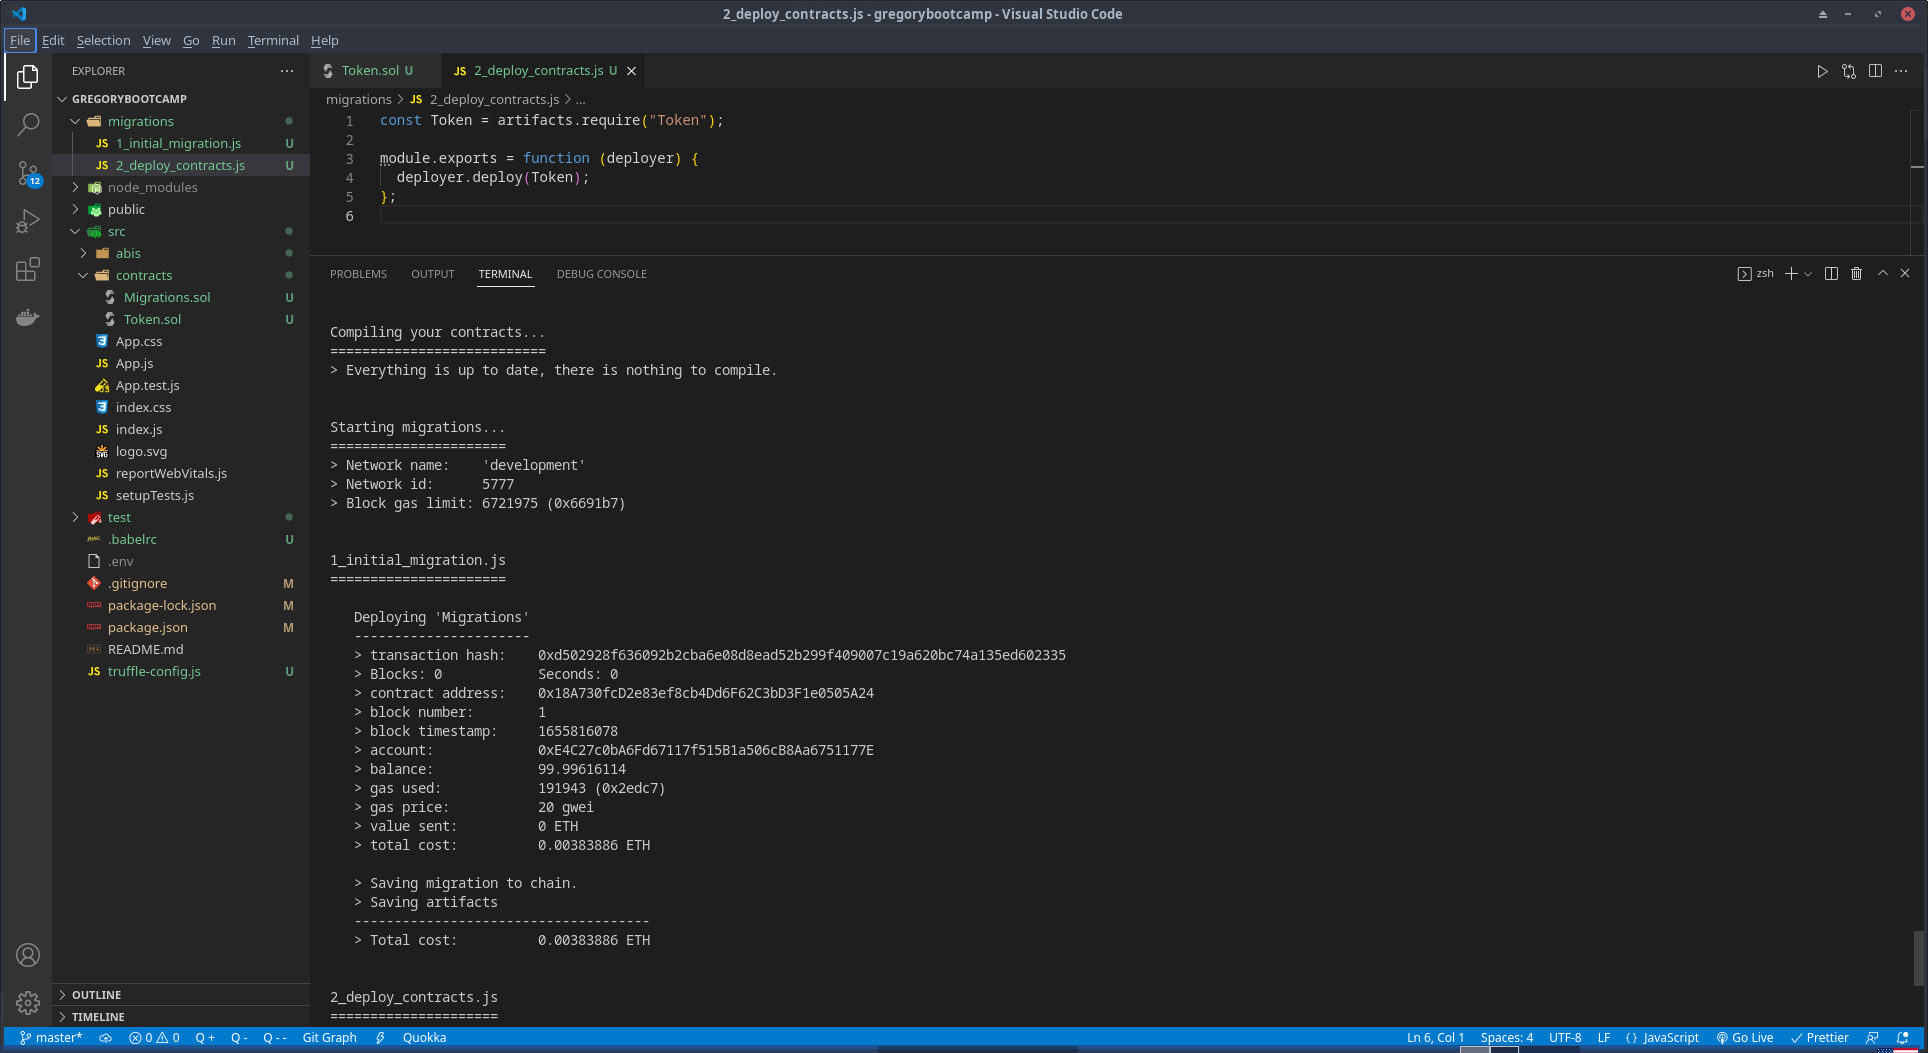 2_deploy_contracts.js - gregorybootcamp - Visual Studio Code
File Edit Selection View Go Run Terminal Help
EXPLORER
GREGORYBOOTCAMP
migrations
1_initial_migration.js U
2_deploy_contracts.js U
node_modules
public
src
abis
contracts
Migrations.sol U
Token.sol U
App.css
App.js
App.test.js
index.css
index.js
logo.svg
reportWebVitals.js
setupTests.js
test
.babelrc U
.env
.gitignore M
package-lock.json M
package.json M
README.md
truffle-config.js U
OUTLINE
TIMELINE
12
Token.sol U JS 2_deploy_contracts.js U
migrations > JS 2_deploy_contracts.js > ...
1 const Token = artifacts.require("Token");
2
3 module.exports = function (deployer) {
4 deployer.deploy(Token);
5 };
6
PROBLEMS OUTPUT TERMINAL DEBUG CONSOLE zsh
Compiling your contracts...
===========================
> Everything is up to date, there is nothing to compile.
Starting migrations...
======================
> Network name: 'development'
> Network id: 5777
> Block gas limit: 6721975 (0x6691b7)
1_initial_migration.js
======================
Deploying 'Migrations'
----------------------
> transaction hash: 0xd502928f636092b2cba6e08d8ead52b299f409007c19a620bc74a135ed602335
> Blocks: 0 Seconds: 0
> contract address: 0x18A730fcD2e83ef8cb4Dd6F62C3bD3F1e0505A24
> block number: 1
> block timestamp: 1655816078
> account: 0xE4C27c0bA6Fd67117f515B1a506cB8Aa6751177E
> balance: 99.99616114
> gas used: 191943 (0x2edc7)
> gas price: 20 gwei
> value sent: 0 ETH
> total cost: 0.00383886 ETH
> Saving migration to chain.
> Saving artifacts
-------------------------------------
> Total cost: 0.00383886 ETH
2_deploy_contracts.js
=====================
master* 0 0 Q + Q - Q - - Git Graph Quokka Ln 6, Col 1 Spaces: 4 UTF-8 LF {} JavaScript Go Live Prettier